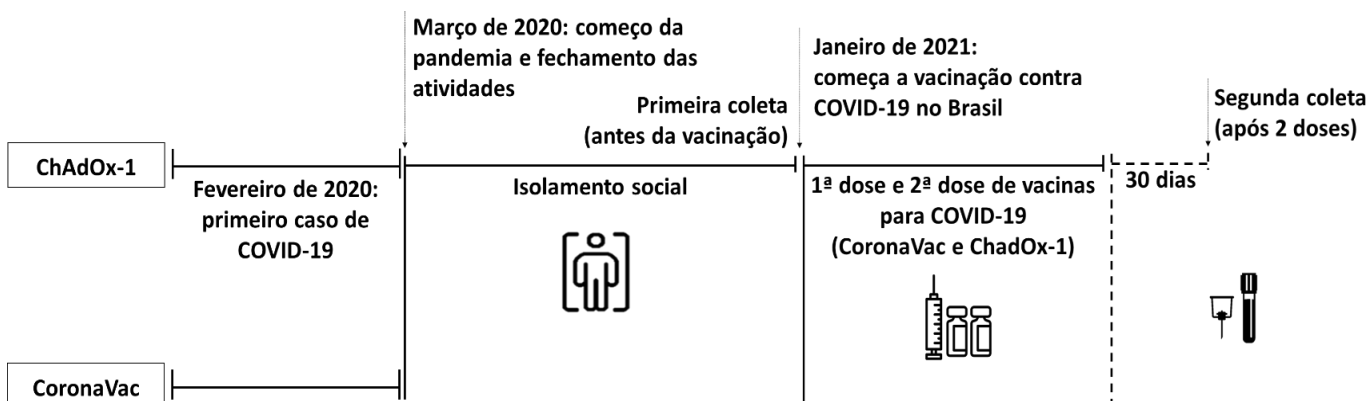 Março de 2020: começo da
pandemia e fechamento das
atividades
Primeira coleta
(antes da vacinação)
Janeiro de 2021:
começa a vacinação contra
COVID-19 no Brasil
Segunda coleta
(após 2 doses)
ChAdOx-1
Fevereiro de 2020:
primeiro caso de
COVID-19
Isolamento social
1ª dose e 2ª dose de vacinas
para COVID-19
(CoronaVac e ChadOx-1)
30 dias
CoronaVac